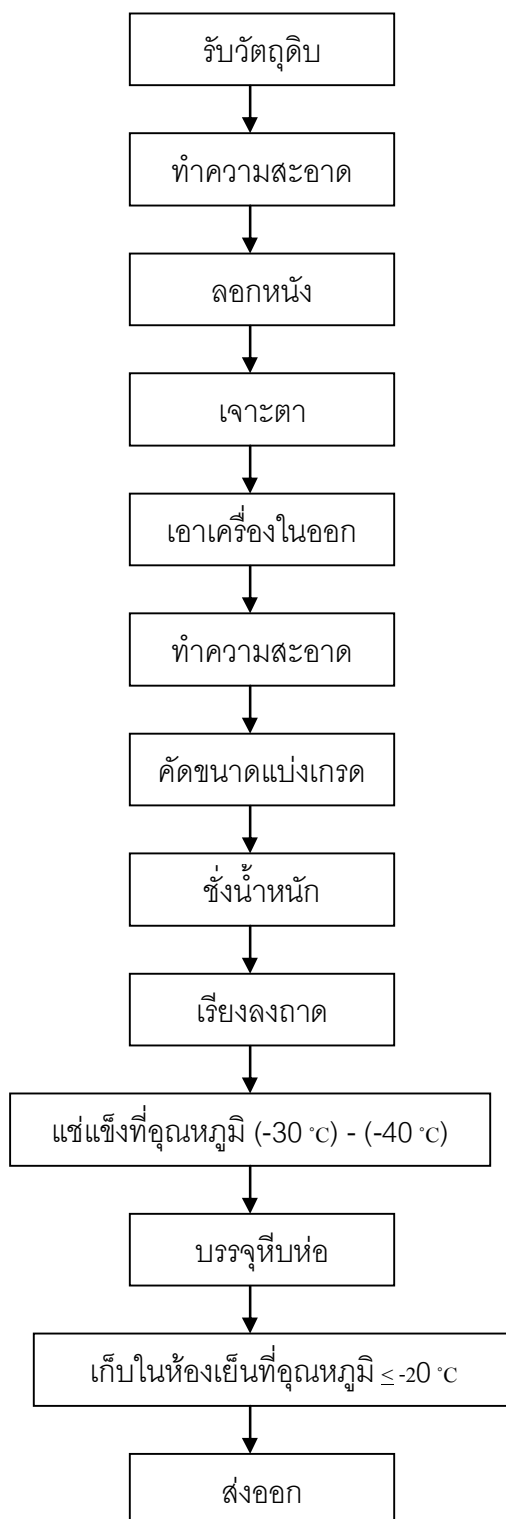 รับวัตถุดิบ
ทำความสะอาด
ลอกหนัง
เจาะตา
เอาเครื่องในออก
ทำความสะอาด
คัดขนาดแบ่งเกรด
ชั่งน้ำหนัก
เรียงลงถาด
แช่แข็งที่อุณหภูมิ (-30 °C) - (-40 °C)
บรรจุหีบห่อ
เก็บในห้องเย็นที่อุณหภูมิ ≤ -20 °C
ส่งออก